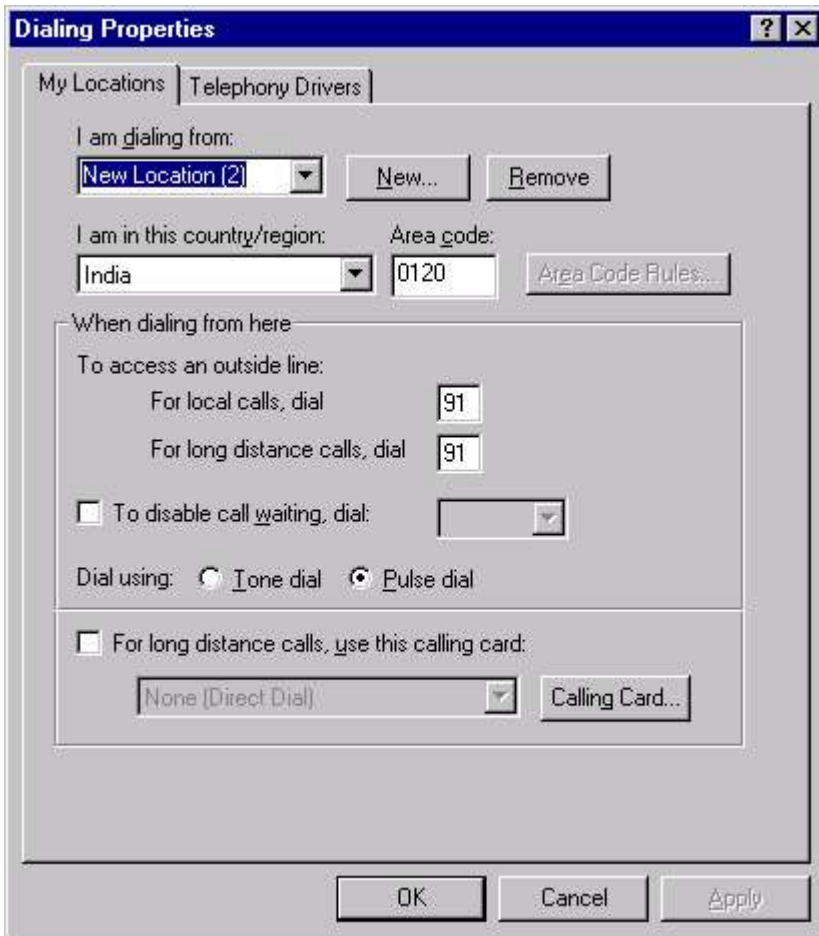 Dialing Properties
My Locations Telephony Drivers
I am dialing from:
New Location (2) New... Remove
I am in this country/region: Area code:
India 0120 Area Code Rules...
When dialing from here
To access an outside line:
For local calls, dial 91
For long distance calls, dial 91
To disable call waiting, dial:
Dial using: Tone dial Pulse dial
For long distance calls, use this calling card:
None (Direct Dial) Calling Card...
OK Cancel Apply